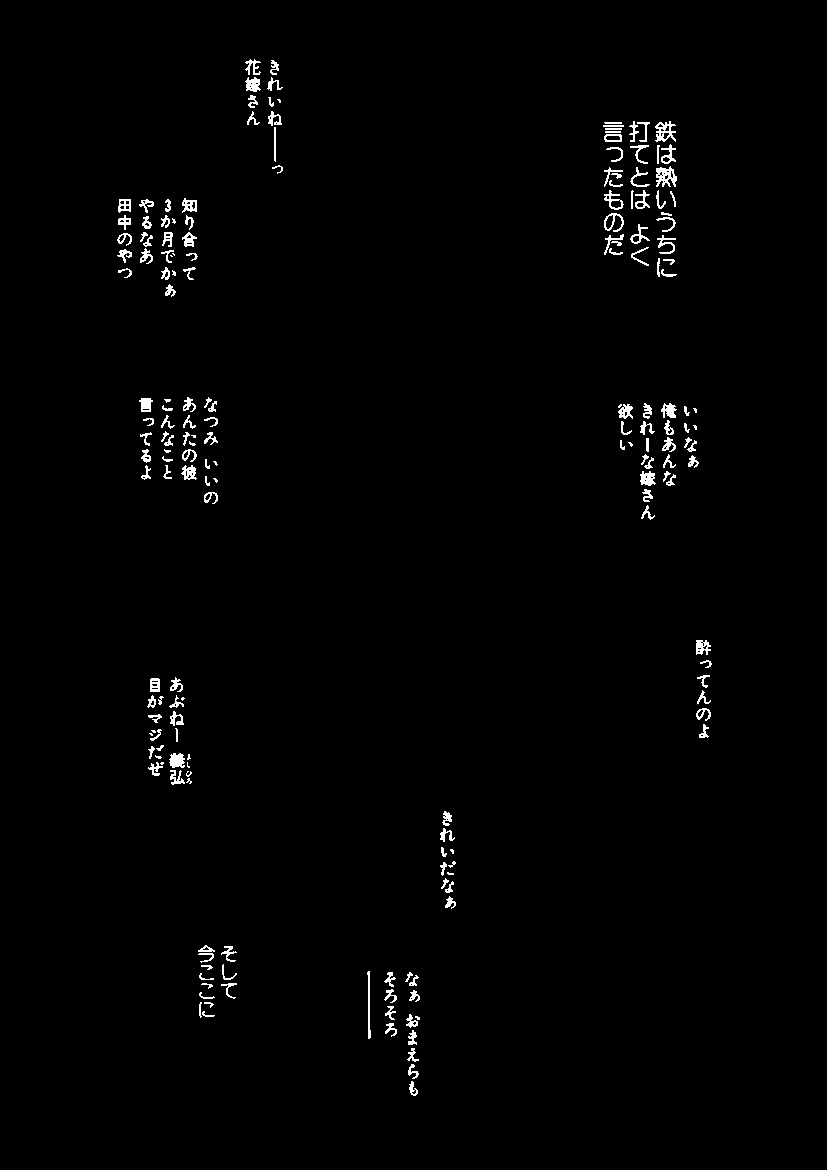 鉄は熱いうちに
打てとは よく
言ったものだ
きれいね――っ
花嫁さん
知り合って
3か月でかぁ
やるなあ
田中のやつ
いいなぁ
俺もあんな
きれーな嫁さん
欲しい
なつみ いいの
あんたの彼
こんなこと
言ってるよ
酔ってんのよ
あぶねー 義弘
よしひろ
目がマジだぜ
きれいだなぁ
なぁ おまえらも
そろそろ
――
そして
今ここに